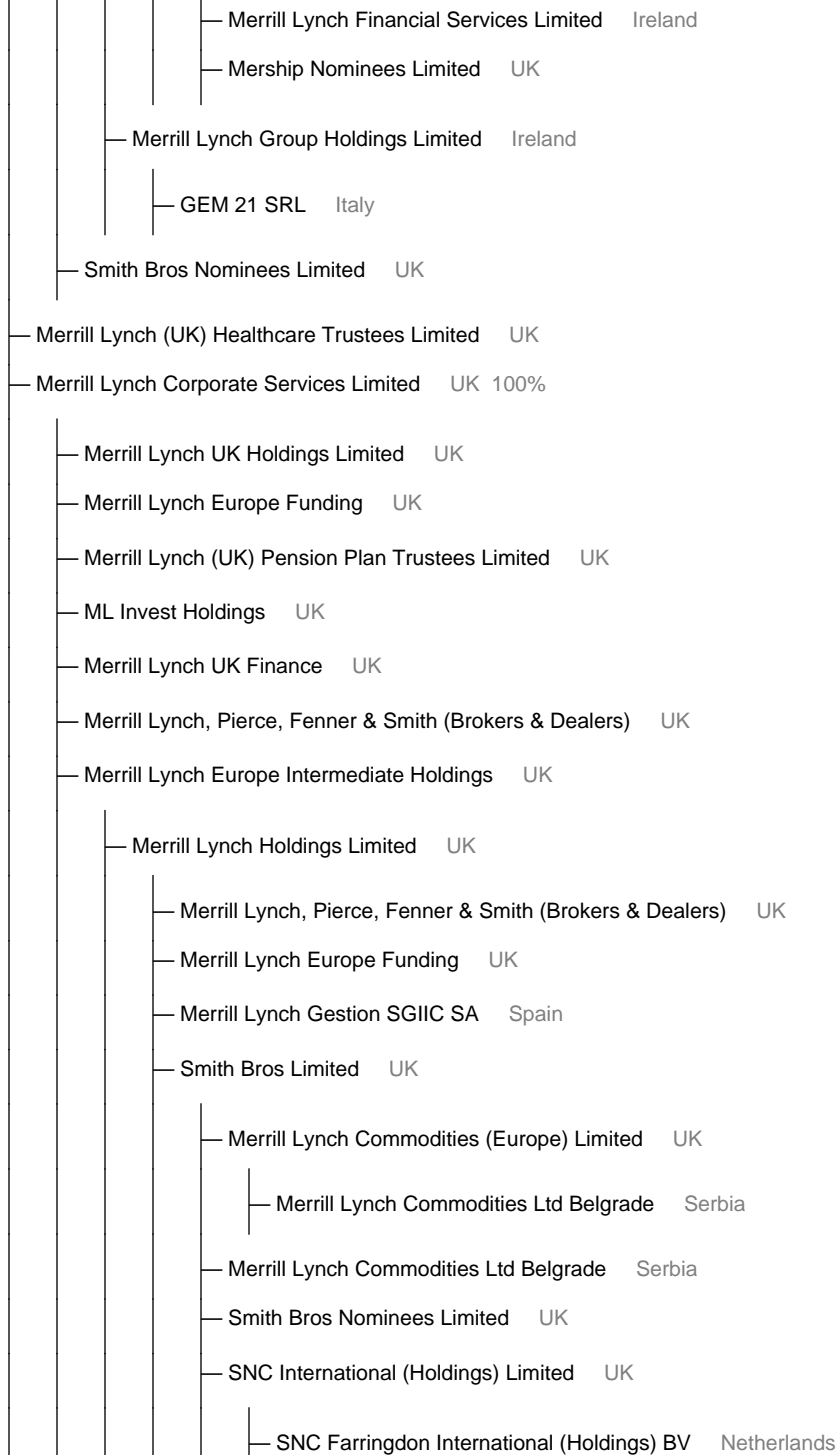 Merrill Lynch Financial Services Limited Ireland
Mership Nominees Limited UK
Merrill Lynch Group Holdings Limited Ireland
GEM 21 SRL Italy
Smith Bros Nominees Limited UK
Merrill Lynch (UK) Healthcare Trustees Limited UK
Merrill Lynch Corporate Services Limited UK 100%
Merrill Lynch UK Holdings Limited UK
Merrill Lynch Europe Funding UK
Merrill Lynch (UK) Pension Plan Trustees Limited UK
ML Invest Holdings UK
Merrill Lynch UK Finance UK
Merrill Lynch, Pierce, Fenner & Smith (Brokers & Dealers) UK
Merrill Lynch Europe Intermediate Holdings UK
Merrill Lynch Holdings Limited UK
Merrill Lynch, Pierce, Fenner & Smith (Brokers & Dealers) UK
Merrill Lynch Europe Funding UK
Merrill Lynch Gestion SGIIC SA Spain
Smith Bros Limited UK
Merrill Lynch Commodities (Europe) Limited UK
Merrill Lynch Commodities Ltd Belgrade Serbia
Merrill Lynch Commodities Ltd Belgrade Serbia
Smith Bros Nominees Limited UK
SNC International (Holdings) Limited UK
SNC Farringdon International (Holdings) BV Netherlands